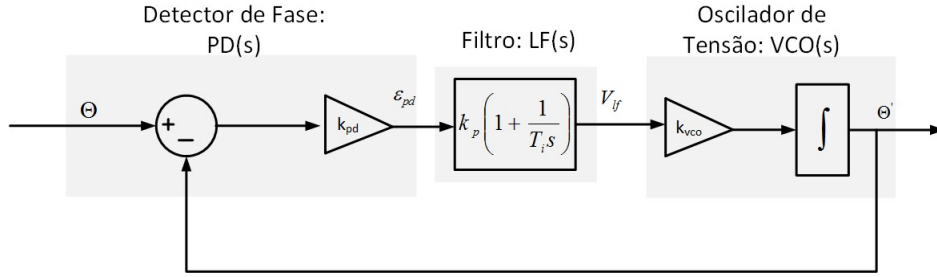 Detector de Fase:
PD(s)
Filtro: LF(s)
Oscilador de
Tensão: VCO(s)
Θ
+
−
k_pd
ε_pd
k_p(1 + 1/(T_i s))
V_lf
k_vco
∫
Θ'